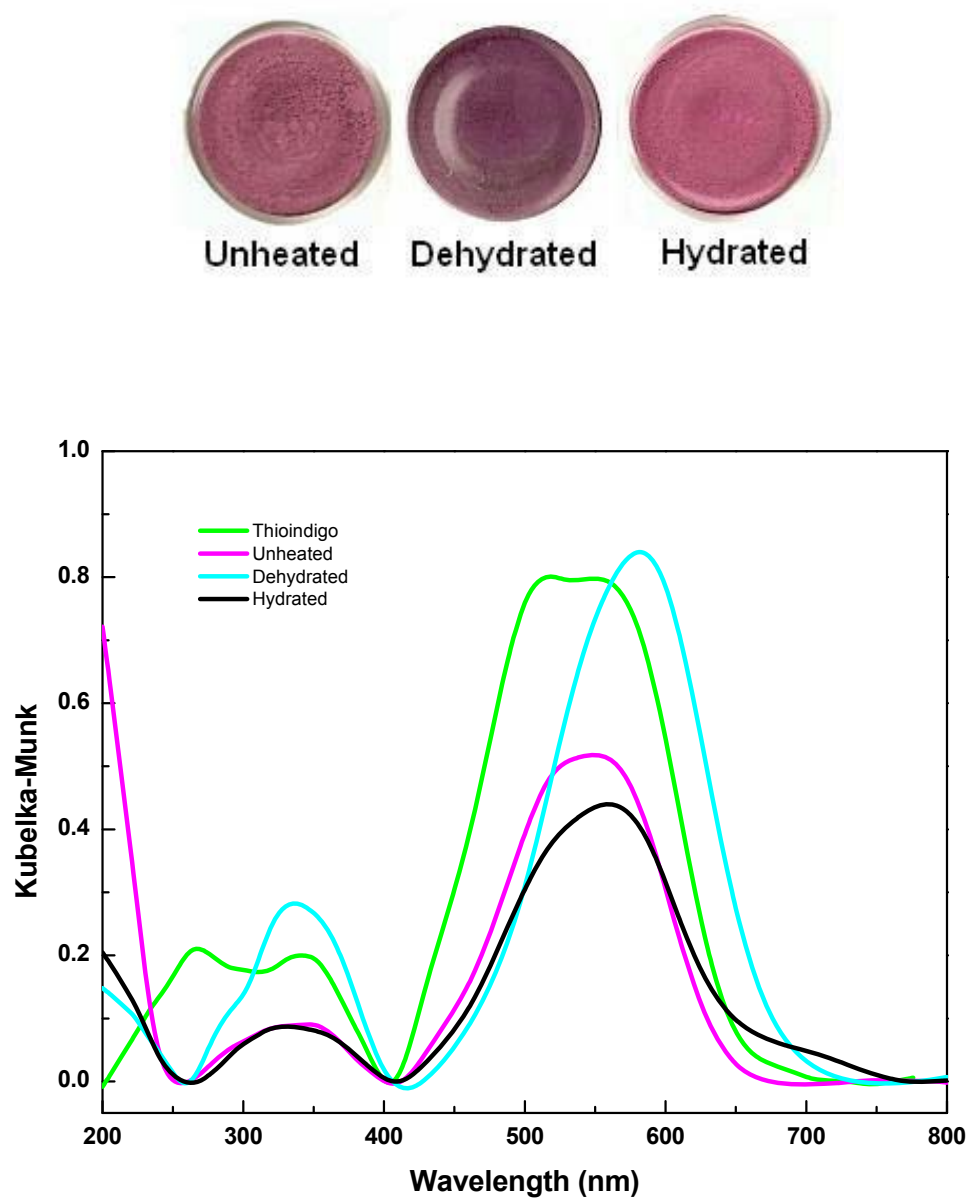 Unheated Dehydrated Hydrated
1.0
Thioindigo
Unheated
Dehydrated
Hydrated
0.8
0.6
0.4
0.2
0.0
Kubelka-Munk
200 300 400 500 600 700 800
Wavelength (nm)